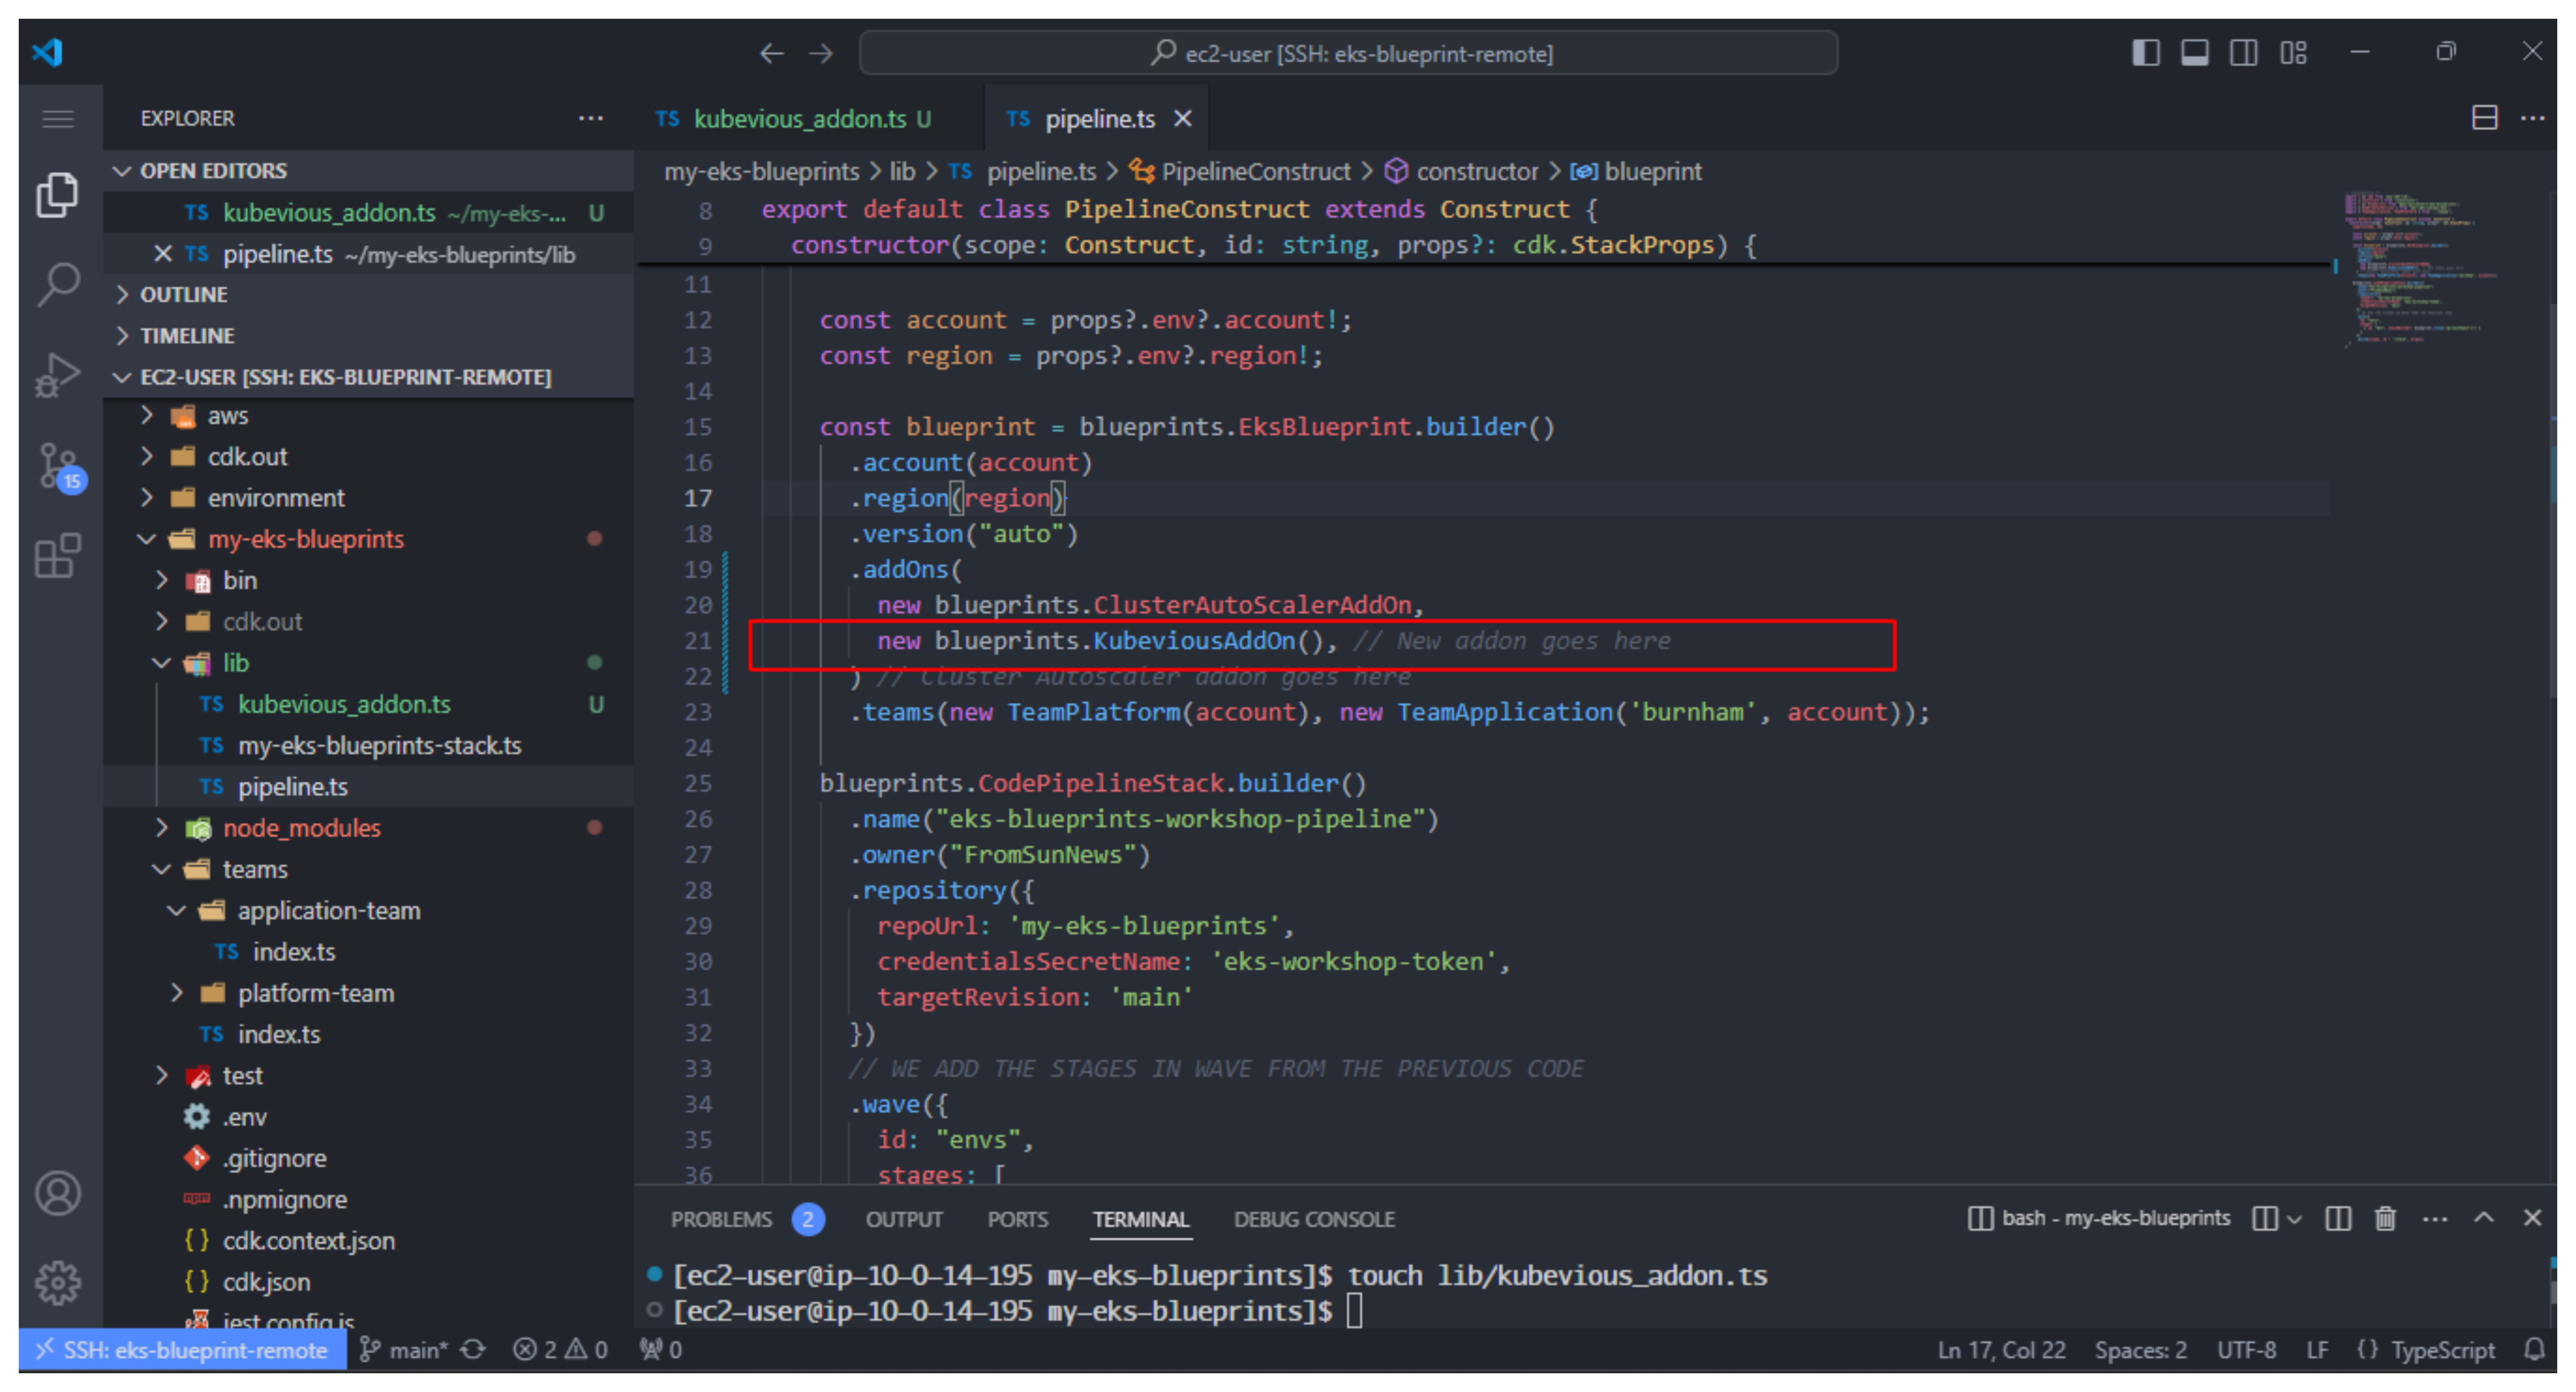 ec2-user [SSH: eks-blueprint-remote]
EXPLORER
OPEN EDITORS
TS kubevious_addon.ts ~/my-eks-... U
TS pipeline.ts ~/my-eks-blueprints/lib
OUTLINE
TIMELINE
EC2-USER [SSH: EKS-BLUEPRINT-REMOTE]
aws
cdk.out
environment
my-eks-blueprints
bin
cdk.out
lib
TS kubevious_addon.ts U
TS my-eks-blueprints-stack.ts
TS pipeline.ts
node_modules
teams
application-team
TS index.ts
platform-team
TS index.ts
test
.env
.gitignore
.npmignore
{ } cdk.context.json
{ } cdk.json
jest.config.js
15
TS kubevious_addon.ts U
TS pipeline.ts
my-eks-blueprints > lib > TS pipeline.ts > PipelineConstruct > constructor > blueprint
8 export default class PipelineConstruct extends Construct {
9 constructor(scope: Construct, id: string, props?: cdk.StackProps) {
11
12 const account = props?.env?.account!;
13 const region = props?.env?.region!;
14
15 const blueprint = blueprints.EksBlueprint.builder()
16 .account(account)
17 .region(region)
18 .version("auto")
19 .addOns(
20 new blueprints.ClusterAutoScalerAddOn,
21 new blueprints.KubeviousAddOn(), // New addon goes here
22 ) // Cluster Autoscaler addon goes here
23 .teams(new TeamPlatform(account), new TeamApplication('burnham', account));
24
25 blueprints.CodePipelineStack.builder()
26 .name("eks-blueprints-workshop-pipeline")
27 .owner("FromSunNews")
28 .repository({
29 repoUrl: 'my-eks-blueprints',
30 credentialsSecretName: 'eks-workshop-token',
31 targetRevision: 'main'
32 })
33 // WE ADD THE STAGES IN WAVE FROM THE PREVIOUS CODE
34 .wave({
35 id: "envs",
36 stages: [
PROBLEMS 2 OUTPUT PORTS TERMINAL DEBUG CONSOLE
bash - my-eks-blueprints
[ec2-user@ip-10-0-14-195 my-eks-blueprints]$ touch lib/kubevious_addon.ts
[ec2-user@ip-10-0-14-195 my-eks-blueprints]$
SSH: eks-blueprint-remote main* 2 0 0
Ln 17, Col 22 Spaces: 2 UTF-8 LF {} TypeScript